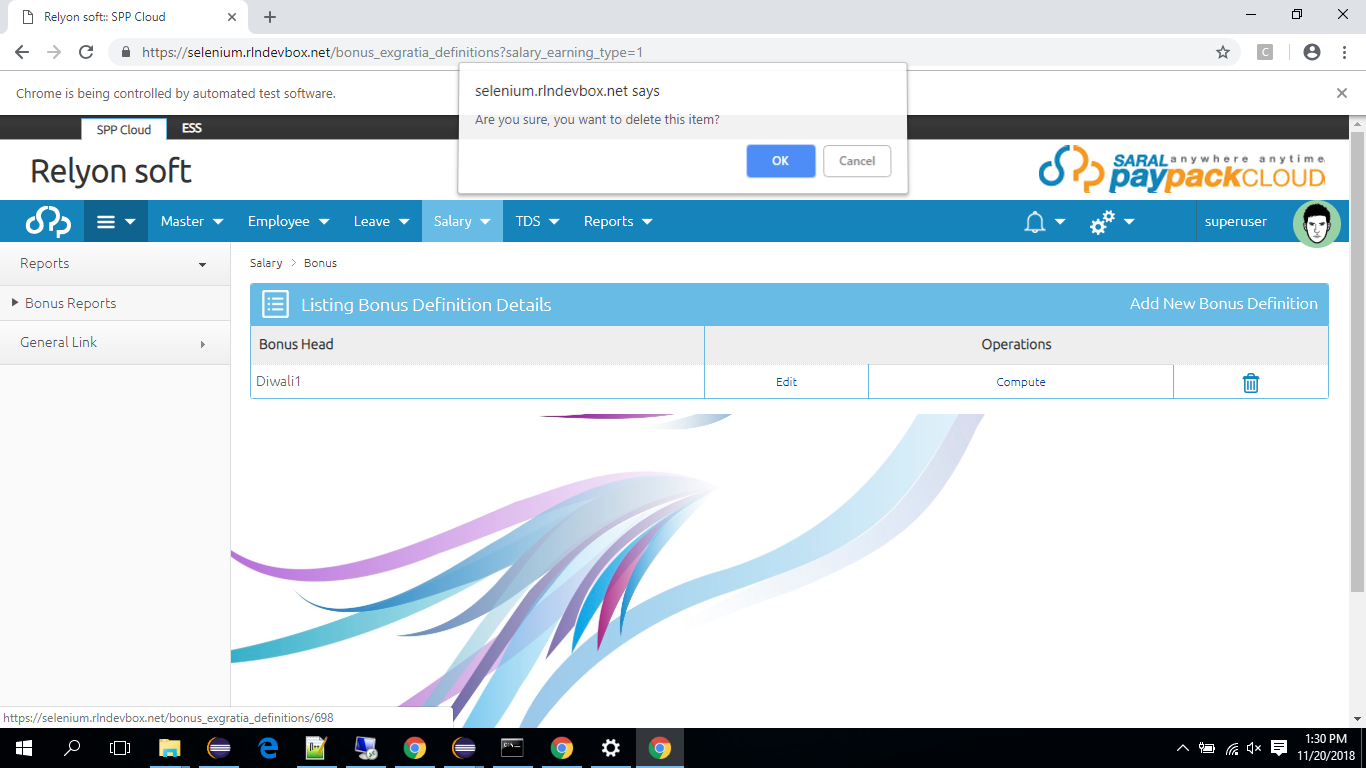 Relyon soft:: SPP Cloud
https://selenium.rlndevbox.net/bonus_exgratia_definitions?salary_earning_type=1
C
selenium.rlndevbox.net says
Are you sure, you want to delete this item?
OK Cancel
Chrome is being controlled by automated test software.
SPP Cloud ESS
Relyon soft
SARAL anywhere anytime
paypackCLOUD
Master Employee Leave Salary TDS Reports superuser
Reports
Bonus Reports
General Link
Salary > Bonus
Listing Bonus Definition Details Add New Bonus Definition
Bonus Head Operations
Diwali1 Edit Compute
https://selenium.rlndevbox.net/bonus_exgratia_definitions/698
1:30 PM
11/20/2018